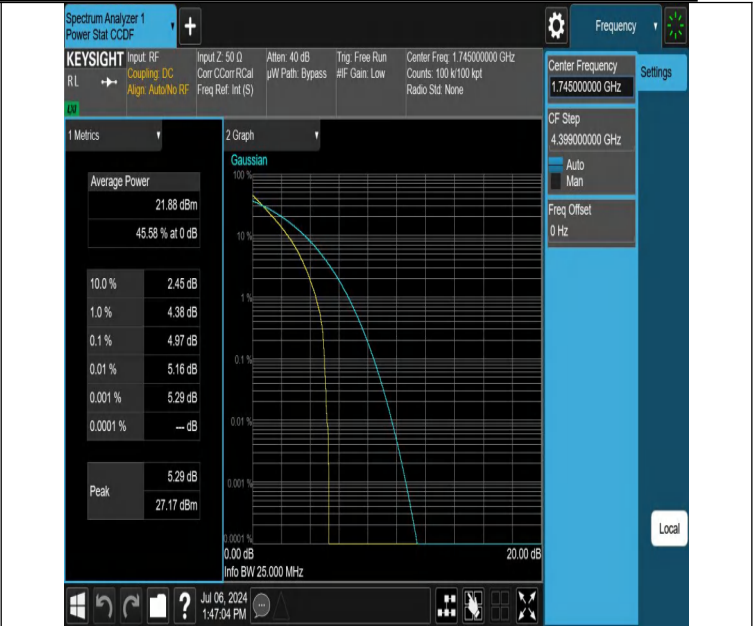 Spectrum Analyzer 1
Power Stat CCDF
Frequency
KEYSIGHT
RL
LXI
Input: RF
Coupling: DC
Align: Auto/No RF
Input Z: 50 Ω
Corr CCorr RCal
Freq Ref: Int (S)
Atten: 40 dB
µW Path: Bypass
Trig: Free Run
#IF Gain: Low
Center Freq: 1.745000000 GHz
Counts: 100 k/100 kpt
Radio Std: None
Center Frequency
1.745000000 GHz
Settings
CF Step
4.399000000 GHz
Auto
Man
Freq Offset
0 Hz
1 Metrics
Average Power
21.88 dBm
45.58 % at 0 dB
10.0 % 2.45 dB
1.0 % 4.38 dB
0.1 % 4.97 dB
0.01 % 5.16 dB
0.001 % 5.29 dB
0.0001 % --- dB
Peak
5.29 dB
27.17 dBm
2 Graph
Gaussian
100 %
10 %
1 %
0.1 %
0.01 %
0.001 %
0.0001 %
0.00 dB 20.00 dB
Info BW 25.000 MHz
Local
?
Jul 06, 2024
1:47:04 PM